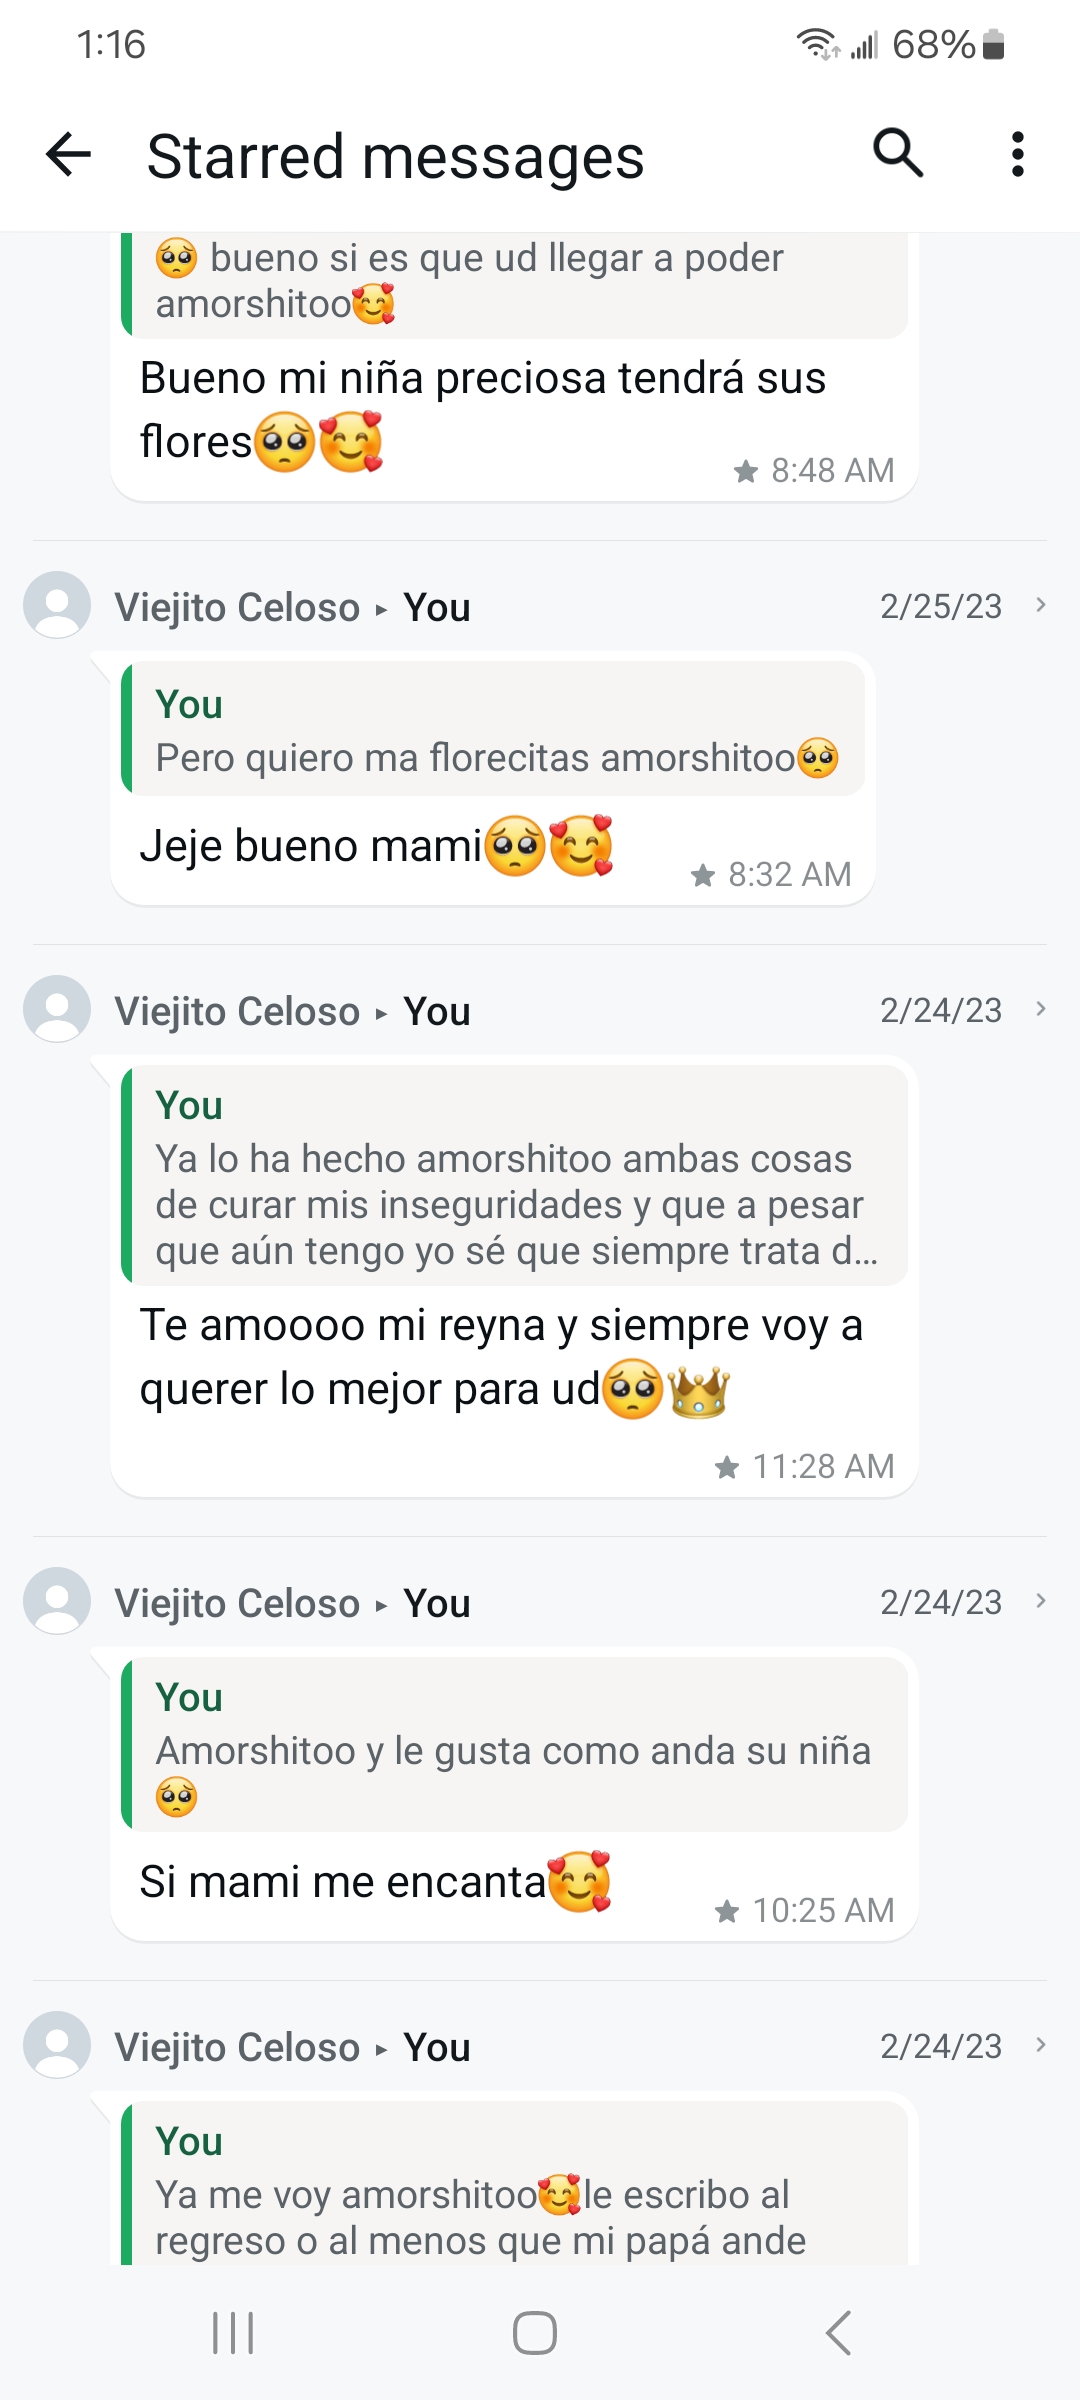 1:16
68%
Starred messages
🥺 bueno si es que ud llegar a poder
amorshitoo🥰
Bueno mi niña preciosa tendrá sus
flores🥺🥰
8:48 AM
Viejito Celoso ▸ You
2/25/23
You
Pero quiero ma florecitas amorshitoo🥺
Jeje bueno mami🥺🥰
8:32 AM
Viejito Celoso ▸ You
2/24/23
You
Ya lo ha hecho amorshitoo ambas cosas
de curar mis inseguridades y que a pesar
que aún tengo yo sé que siempre trata d...
Te amoooo mi reyna y siempre voy a
querer lo mejor para ud🥺👑
11:28 AM
Viejito Celoso ▸ You
2/24/23
You
Amorshitoo y le gusta como anda su niña
🥺
Si mami me encanta🥰
10:25 AM
Viejito Celoso ▸ You
2/24/23
You
Ya me voy amorshitoo🥰le escribo al
regreso o al menos que mi papá ande